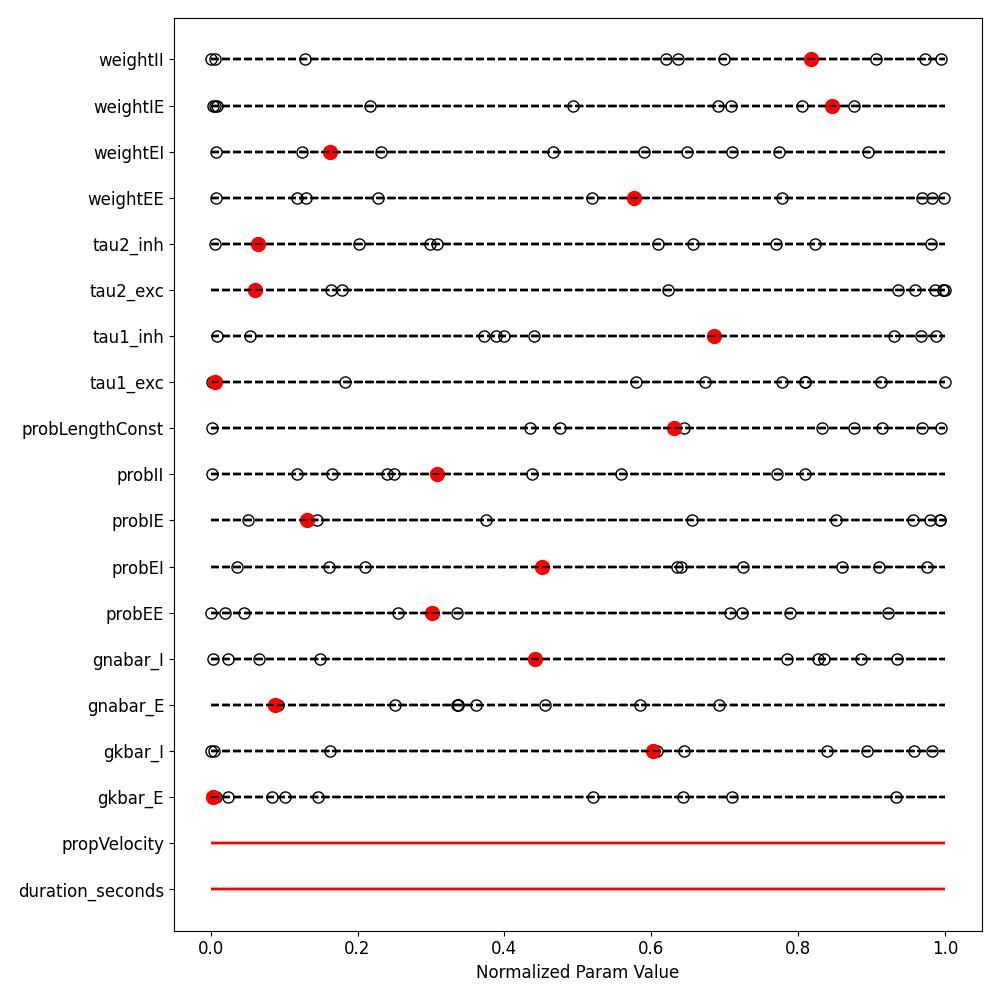 weightII
weightIE
weightEI
weightEE
tau2_inh
tau2_exc
tau1_inh
tau1_exc
probLengthConst
probII
probIE
probEI
probEE
gnabar_I
gnabar_E
gkbar_I
gkbar_E
propVelocity
duration_seconds
0.0 0.2 0.4 0.6 0.8 1.0
Normalized Param Value